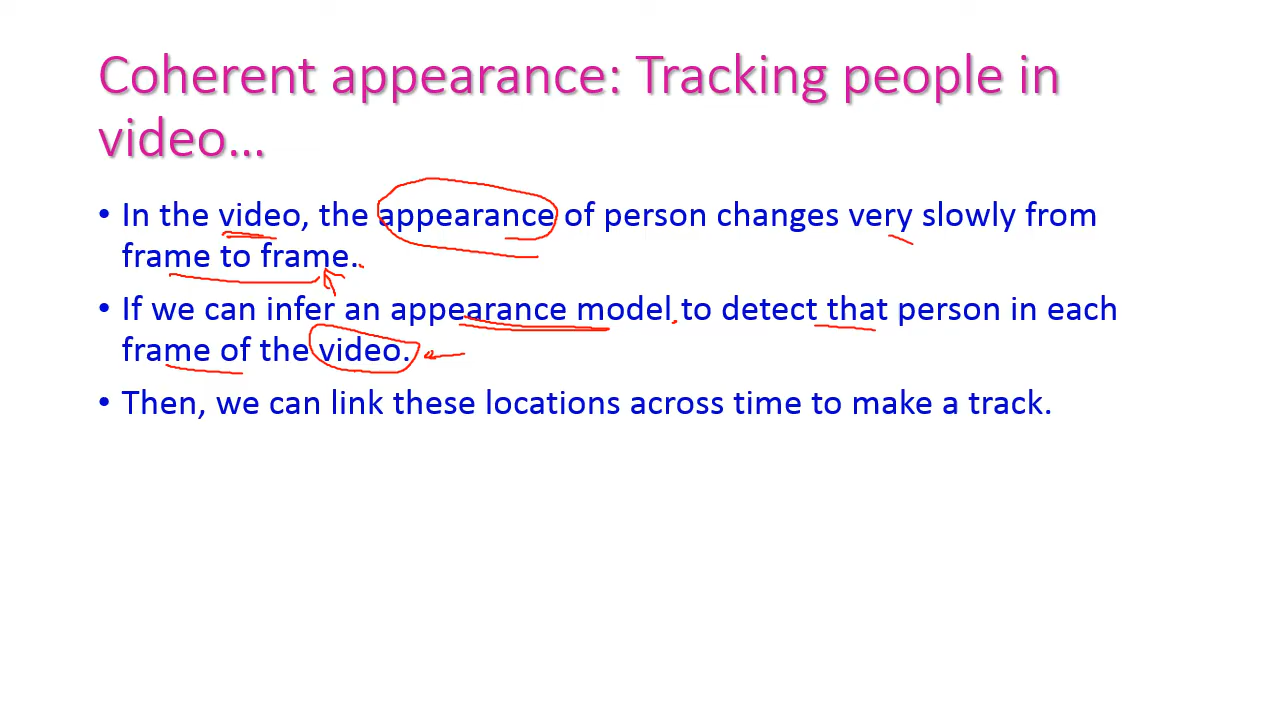 Coherent appearance: Tracking people in
video...
• In the video, the appearance of person changes very slowly from
frame to frame.
• If we can infer an appearance model to detect that person in each
frame of the video.
• Then, we can link these locations across time to make a track.